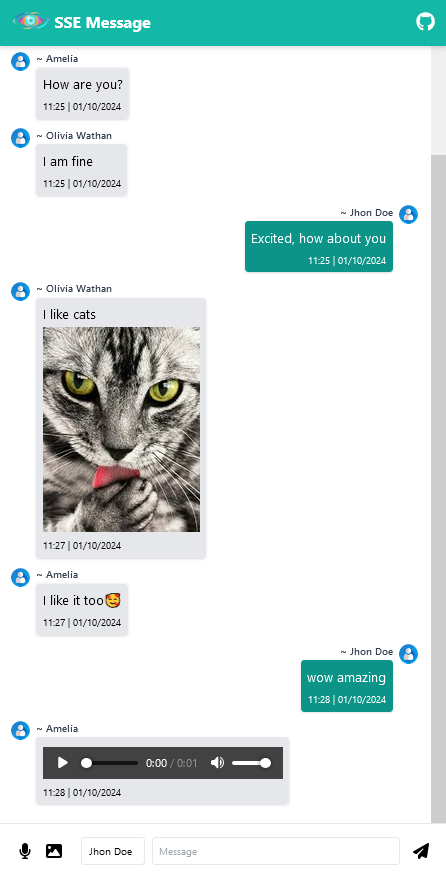 SSE Message
~ Amelia
How are you?
11:25 | 01/10/2024
~ Olivia Wathan
I am fine
11:25 | 01/10/2024
~ Jhon Doe
Excited, how about you
11:25 | 01/10/2024
~ Olivia Wathan
I like cats
11:27 | 01/10/2024
~ Amelia
I like it too🥰
11:27 | 01/10/2024
~ Jhon Doe
wow amazing
11:28 | 01/10/2024
~ Amelia
0:00 / 0:01
11:28 | 01/10/2024
Jhon Doe Message